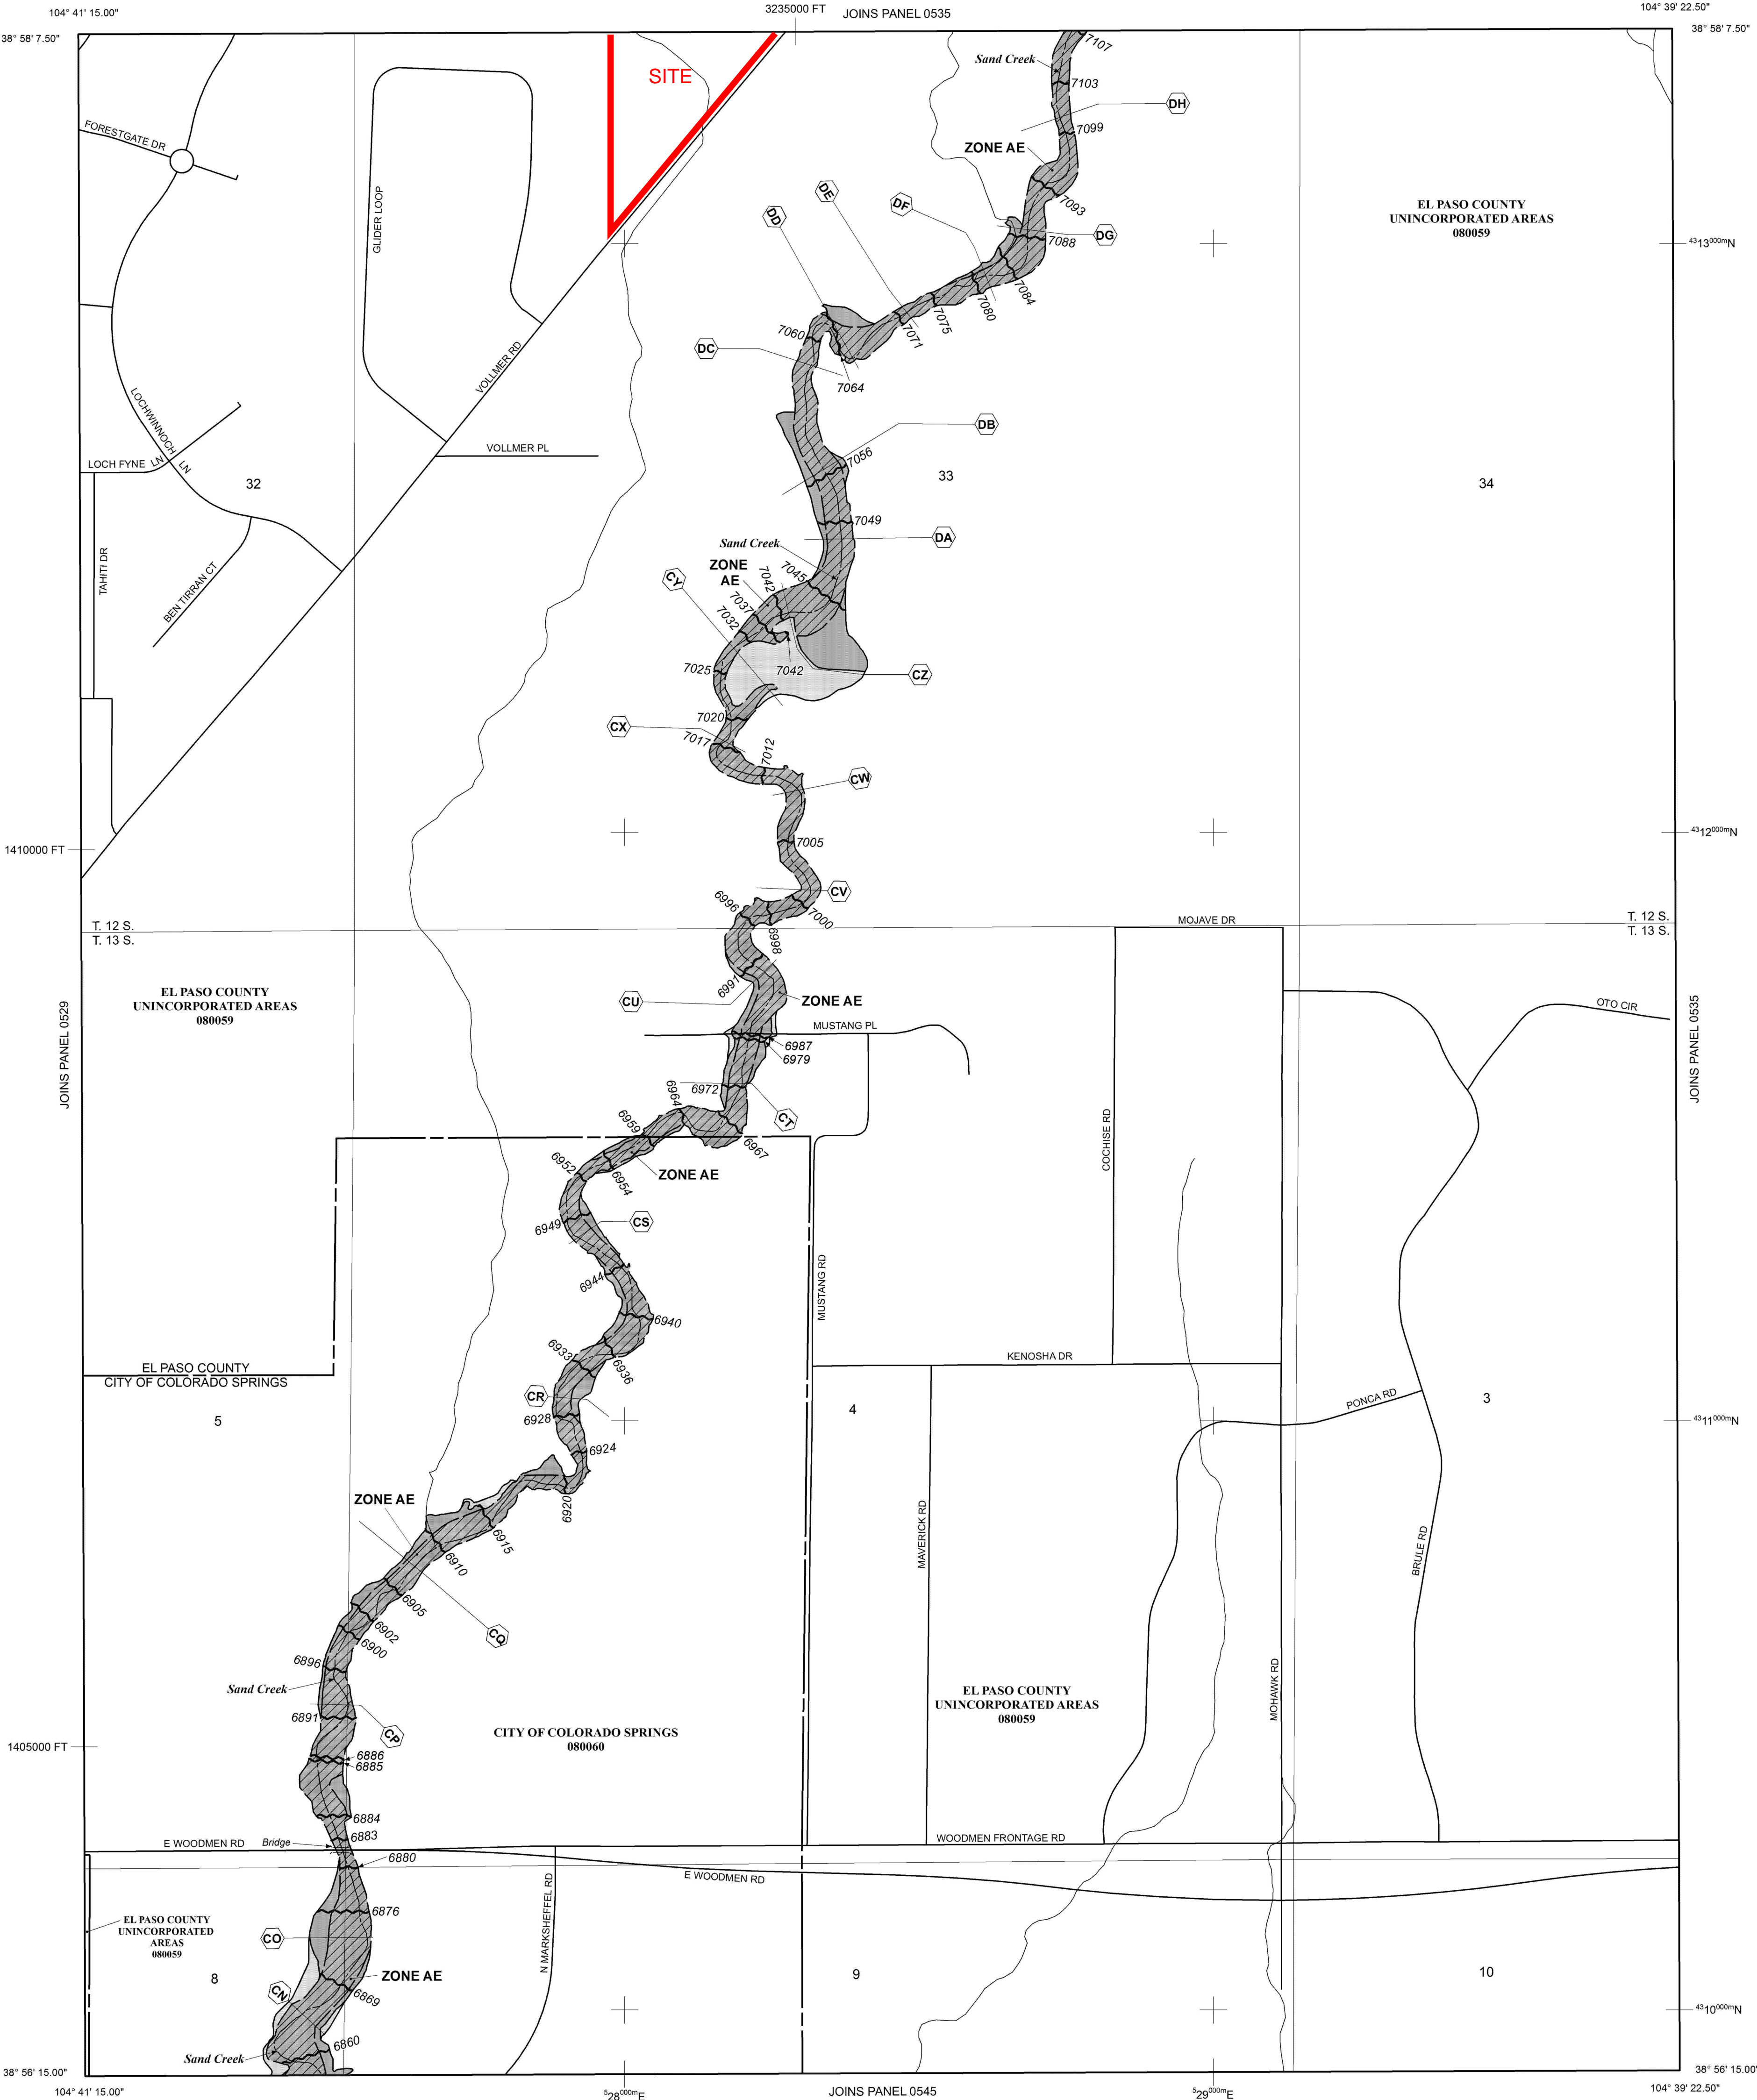 104° 41' 15.00"
3235000 FT
JOINS PANEL 0535
104° 39' 22.50"
38° 58' 7.50"
38° 58' 7.50"
7107
Sand Creek
SITE
7103
DH
FORESTGATE DR
7099
ZONE AE
GLIDER LOOP
DE
DF
7093
EL PASO COUNTY
UNINCORPORATED AREAS
080059
DD
DG
7088
4313000mN
7084
7080
7075
7071
7060
DC
VOLLMER RD
7064
LOCHWINNOCH
LN
DB
VOLLMER PL
7056
LOCH FYNE LN
32
33
34
7049
DA
Sand Creek
TAHITI DR
ZONE
AE
CY
7045
7042
7037
7032
BEN TIRRAN CT
7025
7042
CZ
7020
CX
7017
7012
CW
4312000mN
7005
1410000 FT
CV
6996
7000
6998
T. 12 S.
T. 13 S.
MOJAVE DR
T. 12 S.
T. 13 S.
6991
EL PASO COUNTY
UNINCORPORATED AREAS
080059
CU
ZONE AE
OTO CIR
JOINS PANEL 0529
JOINS PANEL 0535
MUSTANG PL
6987
6979
6972
6964
CT
6959
6967
COCHISE RD
6952
6954
ZONE AE
6949
CS
MUSTANG RD
6944
6940
6933
6936
KENOSHA DR
EL PASO COUNTY
CITY OF COLORADO SPRINGS
CR
PONCA RD
3
4
5
6928
4311000mN
6924
ZONE AE
6920
6915
MAVERICK RD
BRULE RD
6910
6905
6902
6900
CQ
6896
Sand Creek
MOHAWK RD
EL PASO COUNTY
UNINCORPORATED AREAS
080059
6891
CP
CITY OF COLORADO SPRINGS
080060
1405000 FT
6886
6885
6884
6883
E WOODMEN RD
Bridge
WOODMEN FRONTAGE RD
6880
E WOODMEN RD
6876
EL PASO COUNTY
UNINCORPORATED
AREAS
080059
CO
N MARKSHEFFEL RD
ZONE AE
8
9
10
CN
6869
4310000mN
6860
Sand Creek
38° 56' 15.00"
38° 56' 15.00"
104° 41' 15.00"
528000mE
JOINS PANEL 0545
529000mE
104° 39' 22.50"